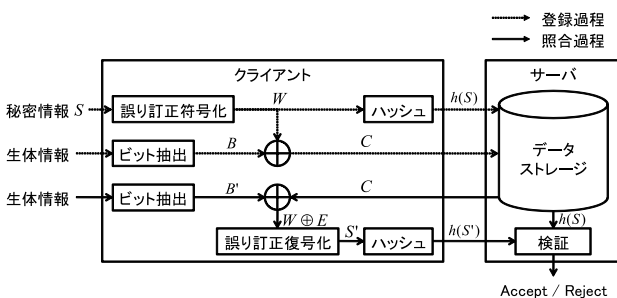 登録過程
照合過程
クライアント サーバ
秘密情報 S 誤り訂正符号化 W ハッシュ h(S)
生体情報 ビット抽出 B C データ
ストレージ
生体情報 ビット抽出 B' C
W ⊕ E h(S)
誤り訂正復号化 S' ハッシュ h(S') 検証
Accept / Reject